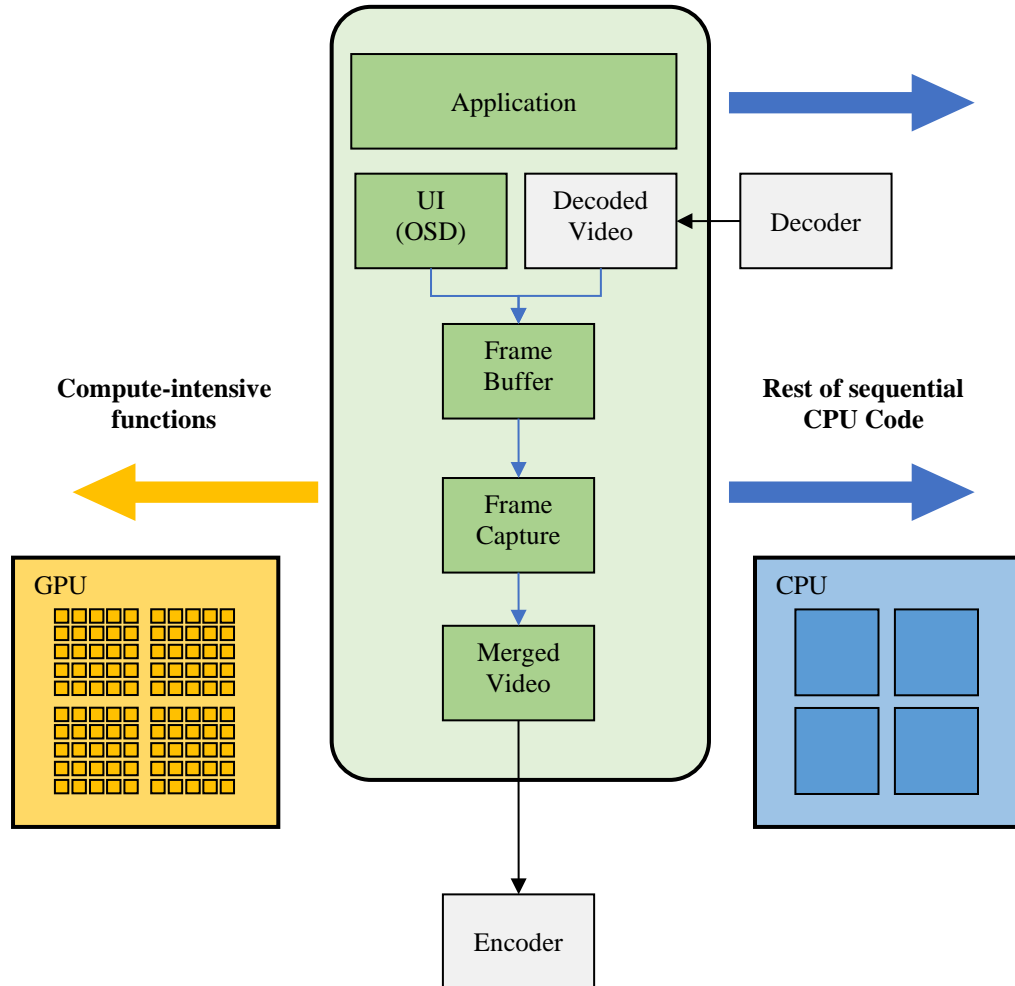 Application
UI
(OSD)
Decoded
Video
Decoder
Frame
Buffer
Compute-intensive
functions
Rest of sequential
CPU Code
Frame
Capture
GPU
CPU
Merged
Video
Encoder